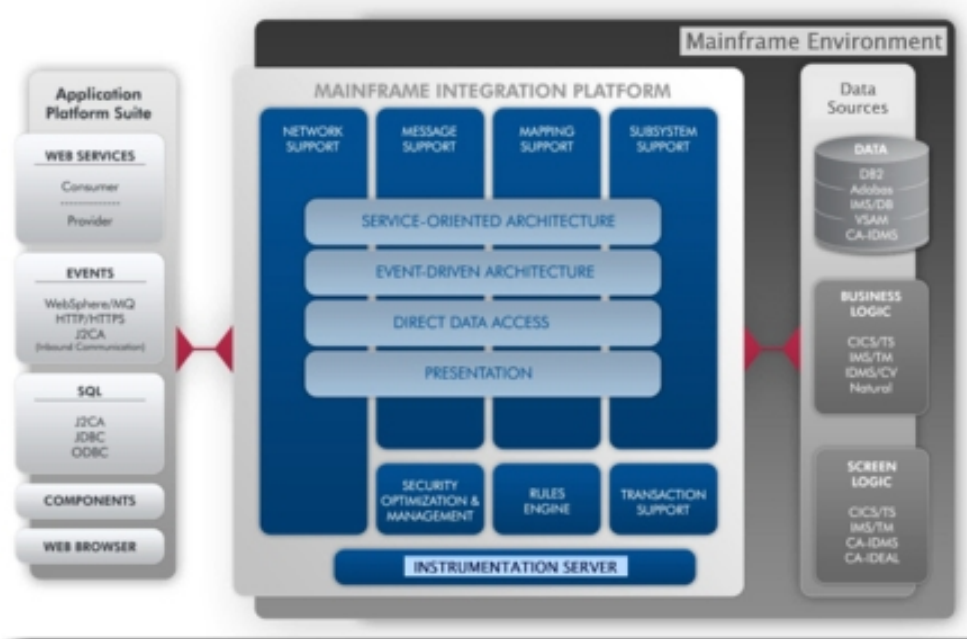 Mainframe Environment
Application
Platform Suite
WEB SERVICES
Consumer
------------
Provider
EVENTS
WebSphere/MQ
HTTP/HTTPS
J2CA
(Inbound Communication)
SQL
J2CA
JDBC
ODBC
COMPONENTS
WEB BROWSER
MAINFRAME INTEGRATION PLATFORM
NETWORK
SUPPORT
MESSAGE
SUPPORT
MAPPING
SUPPORT
SUBSYSTEM
SUPPORT
SERVICE-ORIENTED ARCHITECTURE
EVENT-DRIVEN ARCHITECTURE
DIRECT DATA ACCESS
PRESENTATION
SECURITY
OPTIMIZATION &
MANAGEMENT
RULES
ENGINE
TRANSACTION
SUPPORT
INSTRUMENTATION SERVER
Data
Sources
DATA
DB2
Adabas
IMS/DB
VSAM
CA-IDMS
BUSINESS
LOGIC
CICS/TS
IMS/TM
IDMS/CV
Natural
SCREEN
LOGIC
CICS/TS
IMS/TM
CA-IDMS
CA-IDEAL